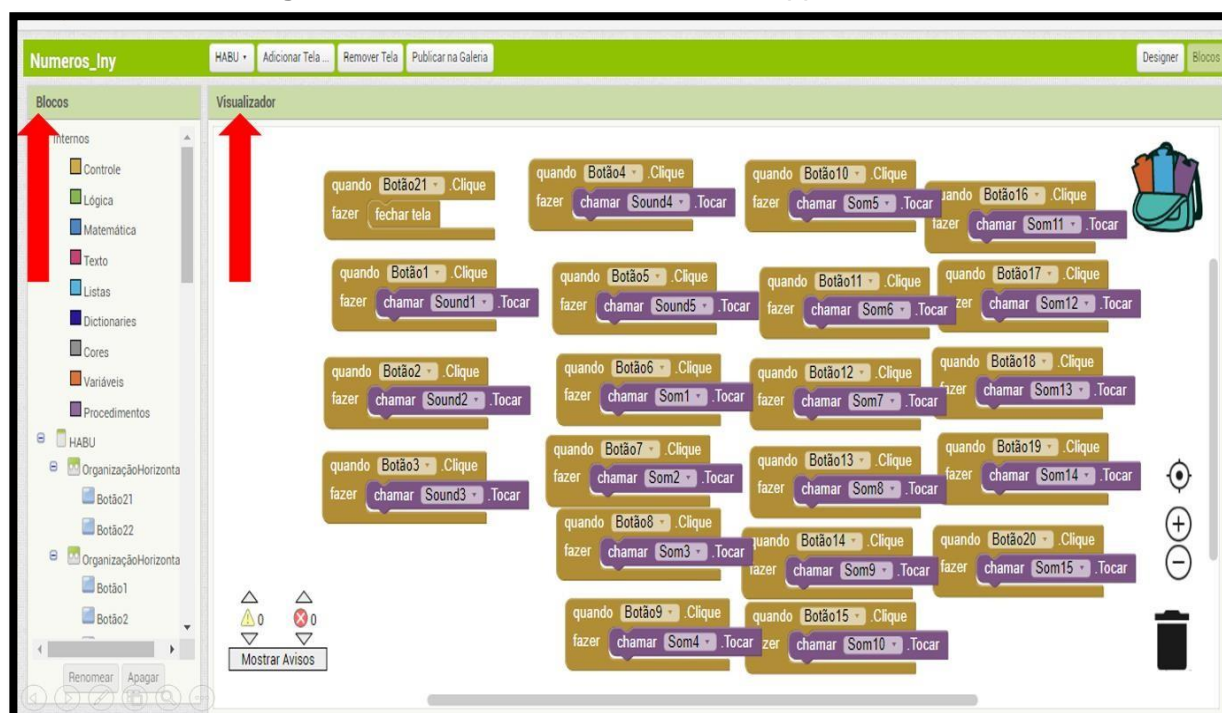 Numeros_Iny
HABU
Adicionar Tela ...
Remover Tela
Publicar na Galeria
Designer
Blocos
Blocos
Visualizador
Internos
Controle
Lógica
Matemática
Texto
Listas
Dictionaries
Cores
Variáveis
Procedimentos
HABU
OrganizaçãoHorizonta
Botão21
Botão22
OrganizaçãoHorizonta
Botão1
Botão2
Renomear
Apagar
quando Botão21 .Clique
fazer fechar tela
quando Botão1 .Clique
fazer chamar Sound1 .Tocar
quando Botão2 .Clique
fazer chamar Sound2 .Tocar
quando Botão3 .Clique
fazer chamar Sound3 .Tocar
quando Botão4 .Clique
fazer chamar Sound4 .Tocar
quando Botão5 .Clique
fazer chamar Sound5 .Tocar
quando Botão6 .Clique
fazer chamar Som1 .Tocar
quando Botão7 .Clique
fazer chamar Som2 .Tocar
quando Botão8 .Clique
fazer chamar Som3 .Tocar
quando Botão9 .Clique
fazer chamar Som4 .Tocar
quando Botão10 .Clique
fazer chamar Som5 .Tocar
quando Botão11 .Clique
fazer chamar Som6 .Tocar
quando Botão12 .Clique
fazer chamar Som7 .Tocar
quando Botão13 .Clique
fazer chamar Som8 .Tocar
quando Botão14 .Clique
fazer chamar Som9 .Tocar
quando Botão15 .Clique
zer chamar Som10 .Tocar
uando Botão16 .Clique
fazer chamar Som11 .Tocar
quando Botão17 .Clique
zer chamar Som12 .Tocar
quando Botão18 .Clique
fazer chamar Som13 .Tocar
quando Botão19 .Clique
fazer chamar Som14 .Tocar
quando Botão20 .Clique
fazer chamar Som15 .Tocar
0 0
Mostrar Avisos